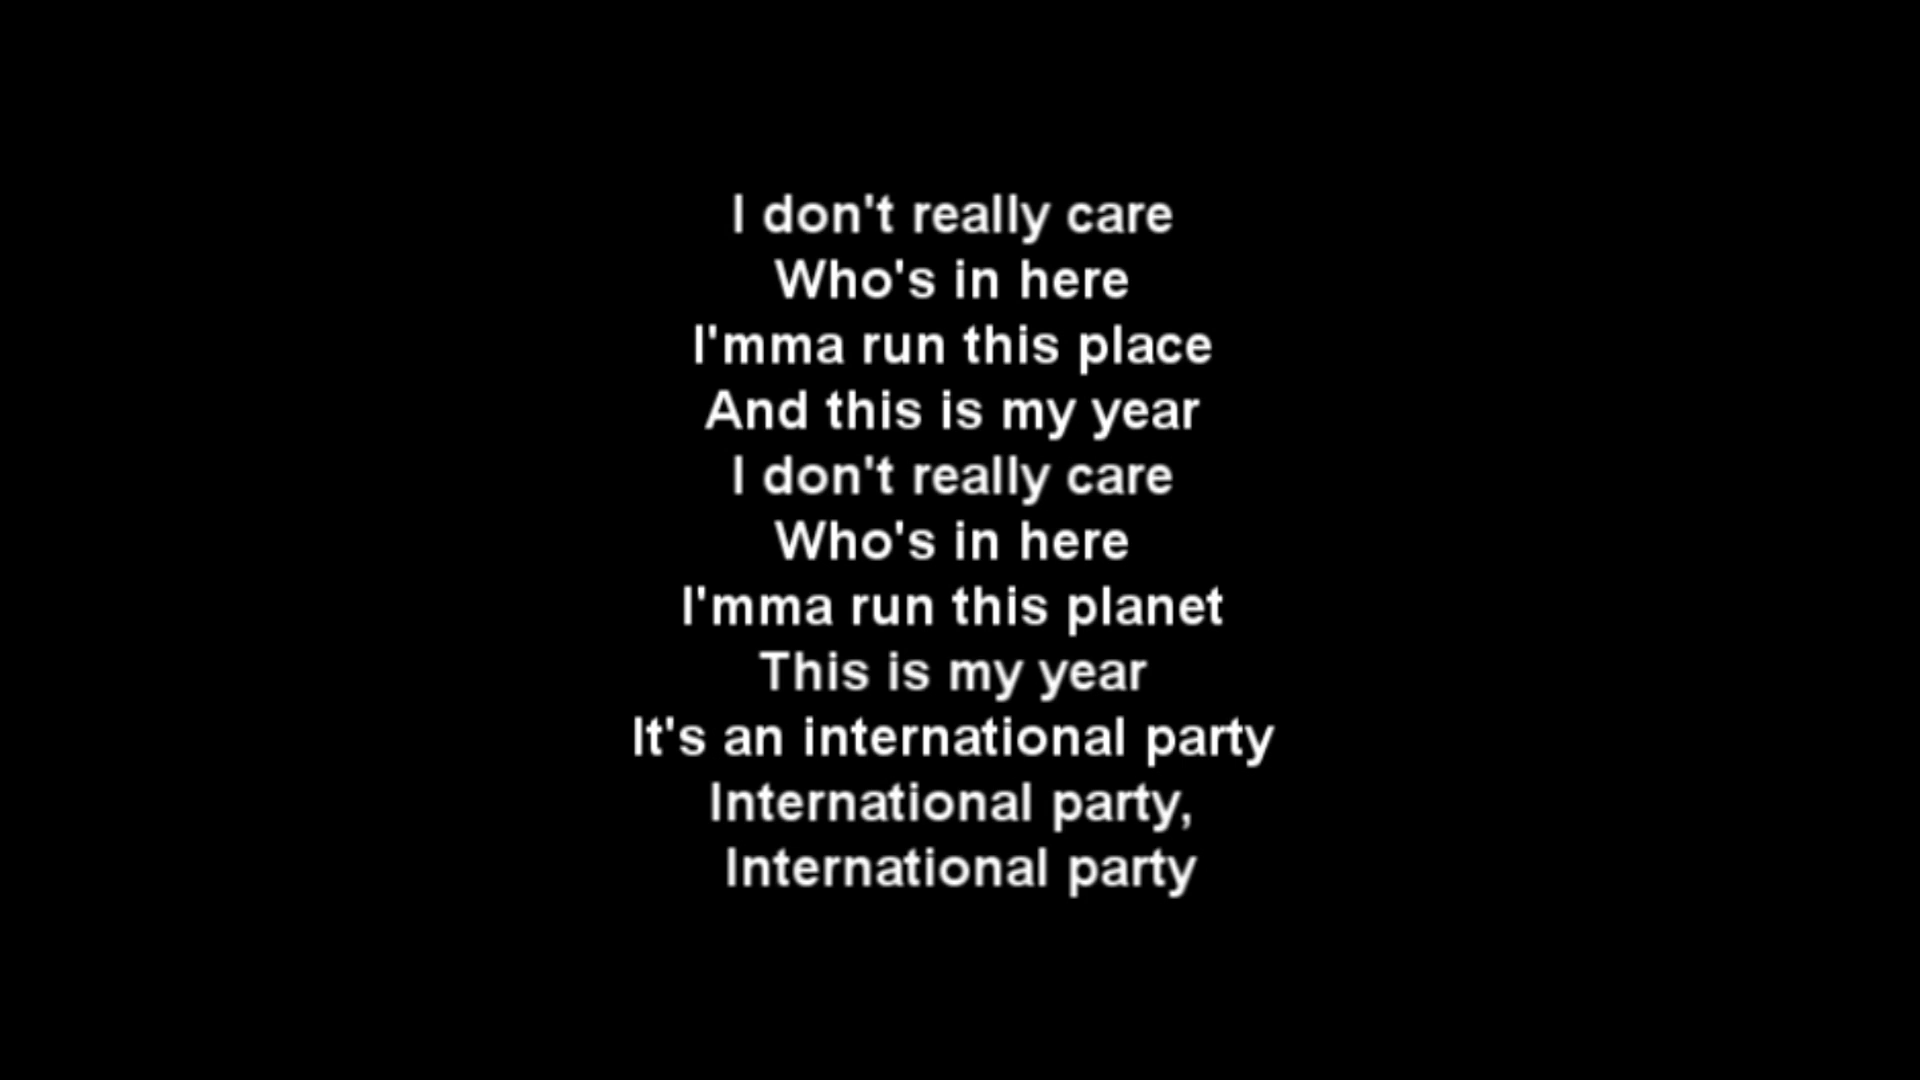 I don't really care
Who's in here
I'mma run this place
And this is my year
I don't really care
Who's in here
I'mma run this planet
This is my year
It's an international party
International party,
International party